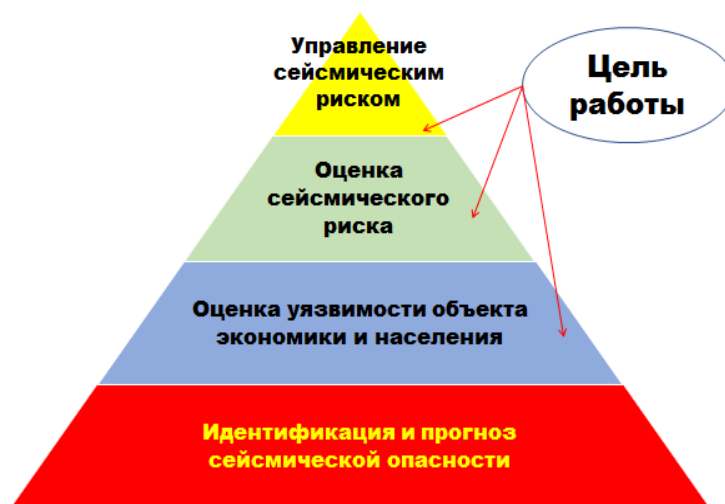 Управление
сейсмическим
риском
Цель
работы
Оценка
сейсмического
риска
Оценка уязвимости объекта
экономики и населения
Идентификация и прогноз
сейсмической опасности